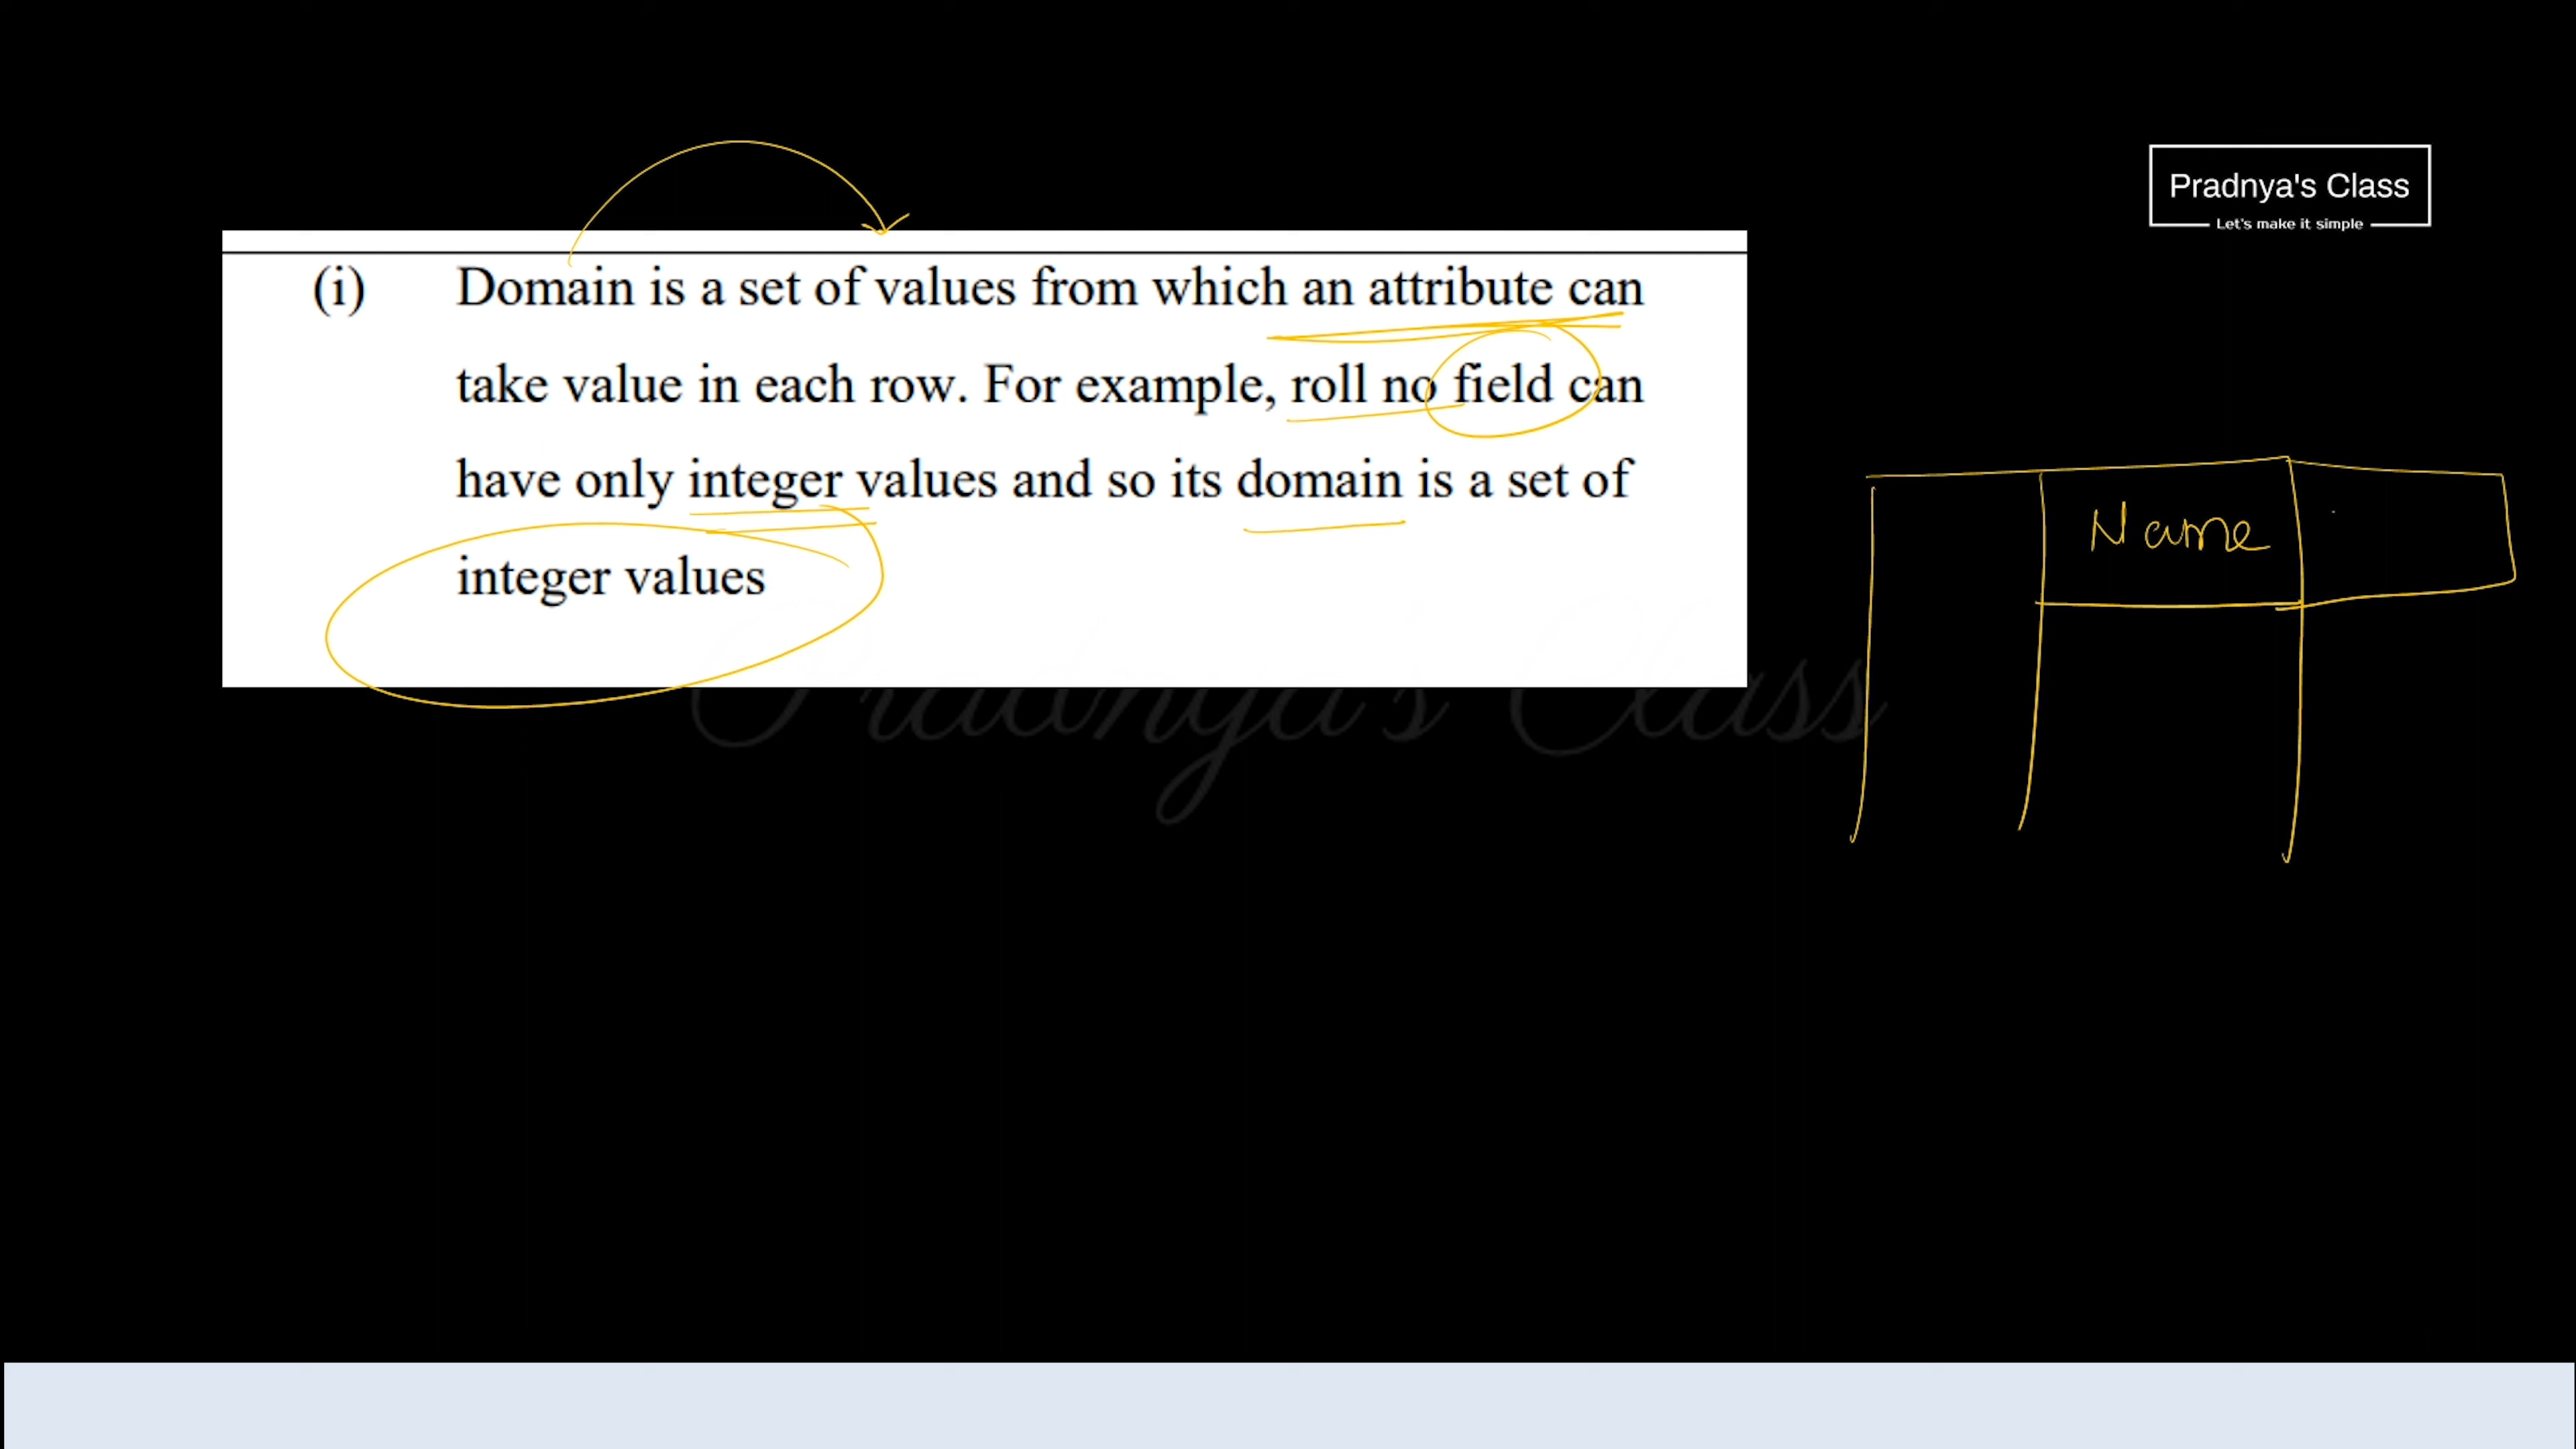 Pradnya's Class
Let's make it simple
(i) Domain is a set of values from which an attribute can
take value in each row. For example, roll no field can
have only integer values and so its domain is a set of
integer values
Name
Pradnya's Class